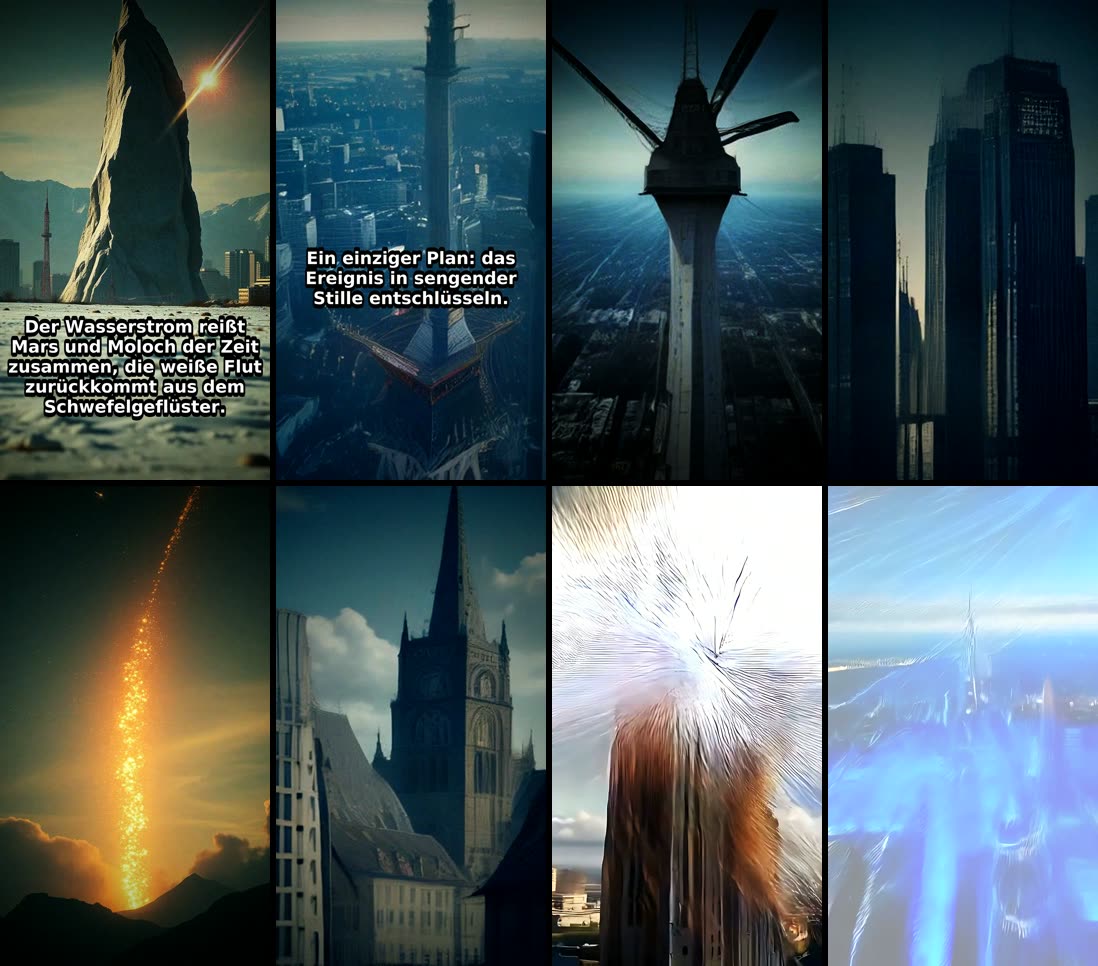 Der Wasserstrom reißt
Mars und Moloch der Zeit
zusammen, die weiße Flut
zurückkommt aus dem
Schwefelgeflüster.
Ein einziger Plan: das
Ereignis in sengender
Stille entschlüsseln.